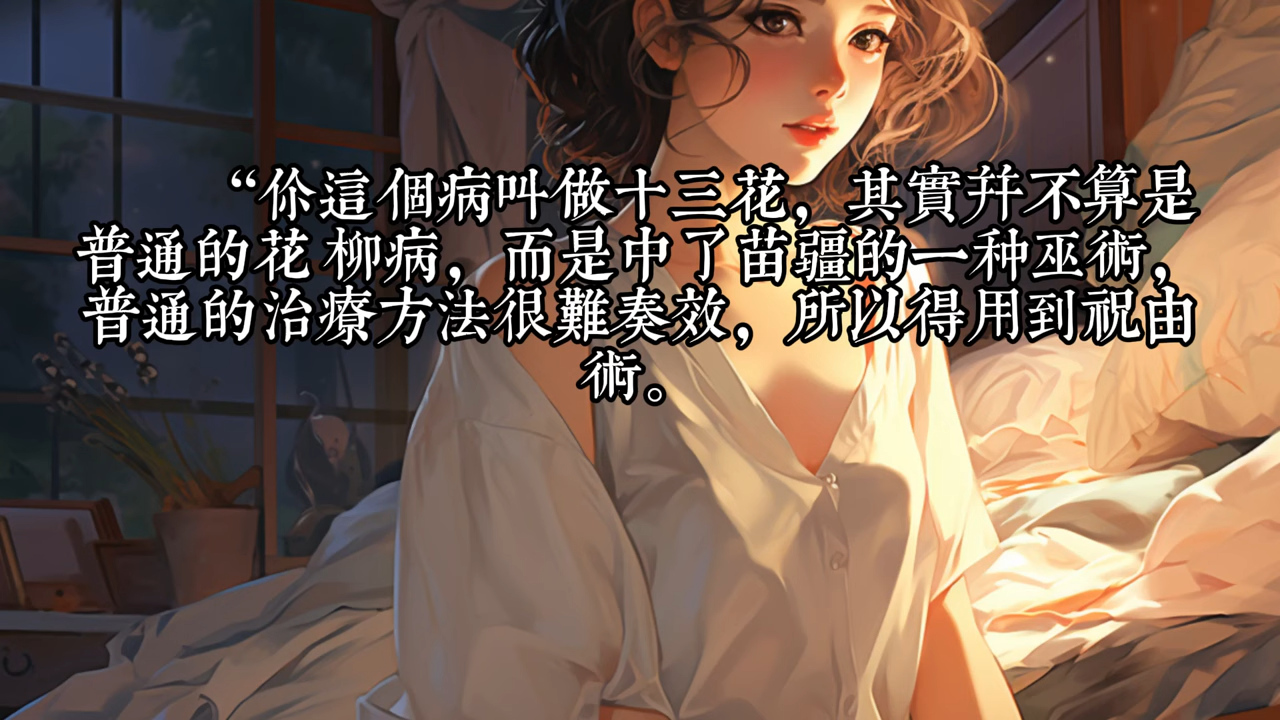 “你這個病叫做十三花，其實并不算是
普通的花柳病，而是中了苗疆的一种巫術，
普通的治療方法很難奏效，所以得用到祝由
術。